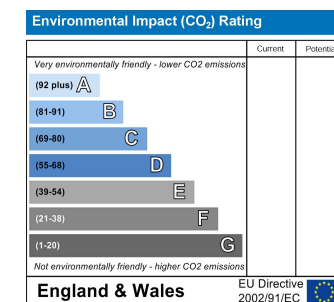 Environmental Impact (CO₂) Rating
Current Potential
Very environmentally friendly - lower CO2 emissions
(92 plus) A
(81-91) B
(69-80) C
(55-68) D
(39-54) E
(21-38) F
(1-20) G
Not environmentally friendly - higher CO2 emissions
England & Wales
EU Directive
2002/91/EC